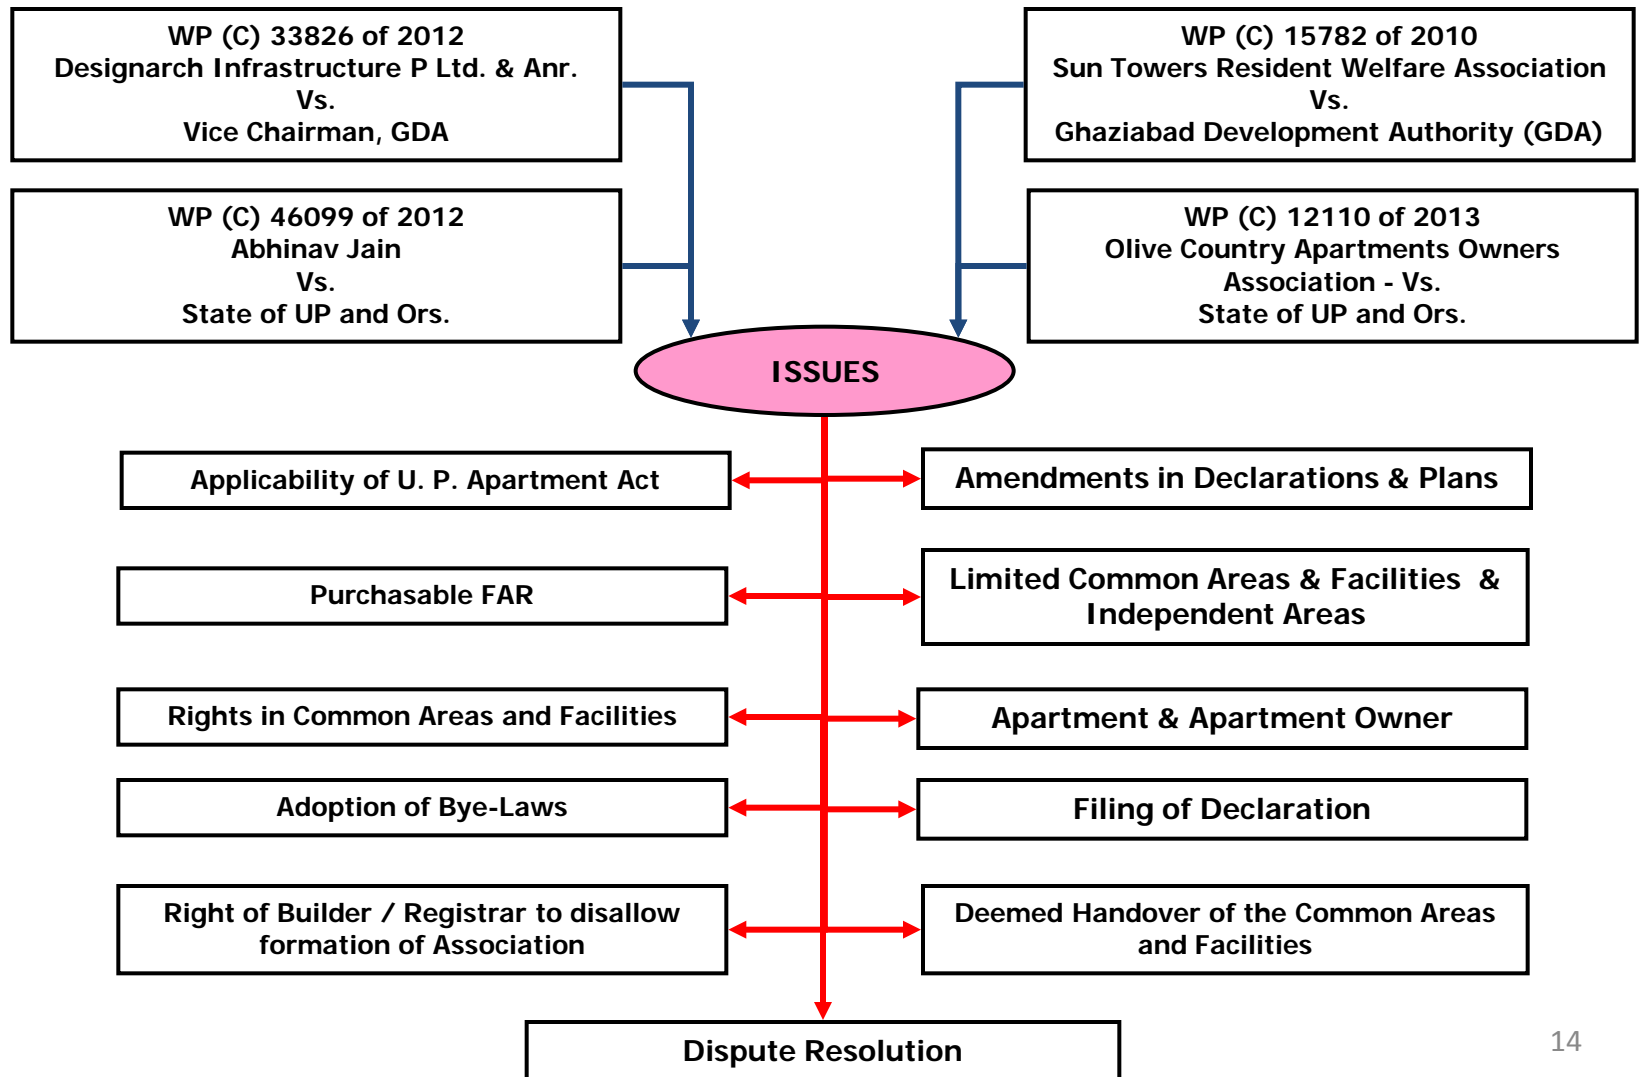 WP (C) 33826 of 2012
Designarch Infrastructure P Ltd. & Anr.
Vs.
Vice Chairman, GDA
WP (C) 15782 of 2010
Sun Towers Resident Welfare Association
Vs.
Ghaziabad Development Authority (GDA)
WP (C) 46099 of 2012
Abhinav Jain
Vs.
State of UP and Ors.
WP (C) 12110 of 2013
Olive Country Apartments Owners
Association - Vs.
State of UP and Ors.
ISSUES
Applicability of U. P. Apartment Act
Amendments in Declarations & Plans
Purchasable FAR
Limited Common Areas & Facilities &
Independent Areas
Rights in Common Areas and Facilities
Apartment & Apartment Owner
Adoption of Bye-Laws
Filing of Declaration
Right of Builder / Registrar to disallow
formation of Association
Deemed Handover of the Common Areas
and Facilities
Dispute Resolution
14